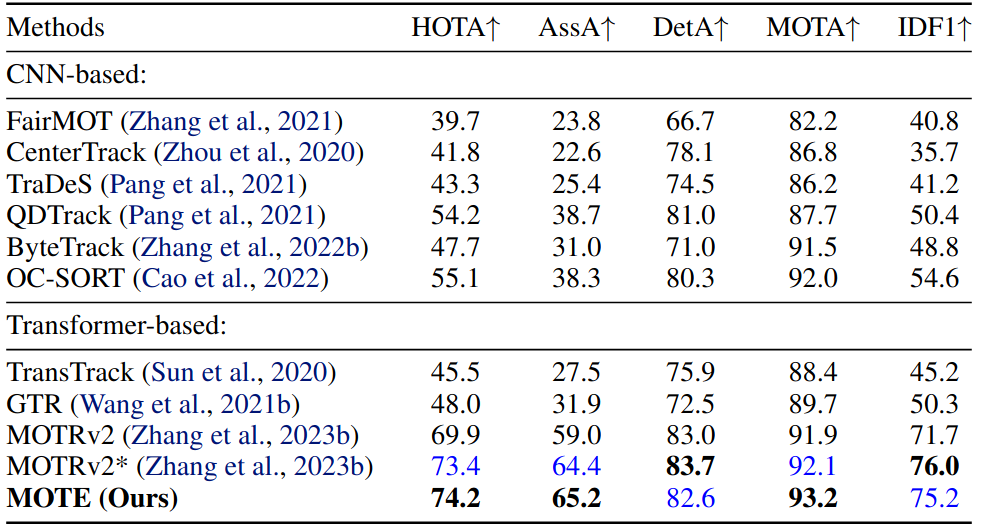 Methods HOTA↑ AssA↑ DetA↑ MOTA↑ IDF1↑
CNN-based:
FairMOT (Zhang et al., 2021) 39.7 23.8 66.7 82.2 40.8
CenterTrack (Zhou et al., 2020) 41.8 22.6 78.1 86.8 35.7
TraDeS (Pang et al., 2021) 43.3 25.4 74.5 86.2 41.2
QDTrack (Pang et al., 2021) 54.2 38.7 81.0 87.7 50.4
ByteTrack (Zhang et al., 2022b) 47.7 31.0 71.0 91.5 48.8
OC-SORT (Cao et al., 2022) 55.1 38.3 80.3 92.0 54.6
Transformer-based:
TransTrack (Sun et al., 2020) 45.5 27.5 75.9 88.4 45.2
GTR (Wang et al., 2021b) 48.0 31.9 72.5 89.7 50.3
MOTRv2 (Zhang et al., 2023b) 69.9 59.0 83.0 91.9 71.7
MOTRv2* (Zhang et al., 2023b) 73.4 64.4 83.7 92.1 76.0
MOTE (Ours) 74.2 65.2 82.6 93.2 75.2